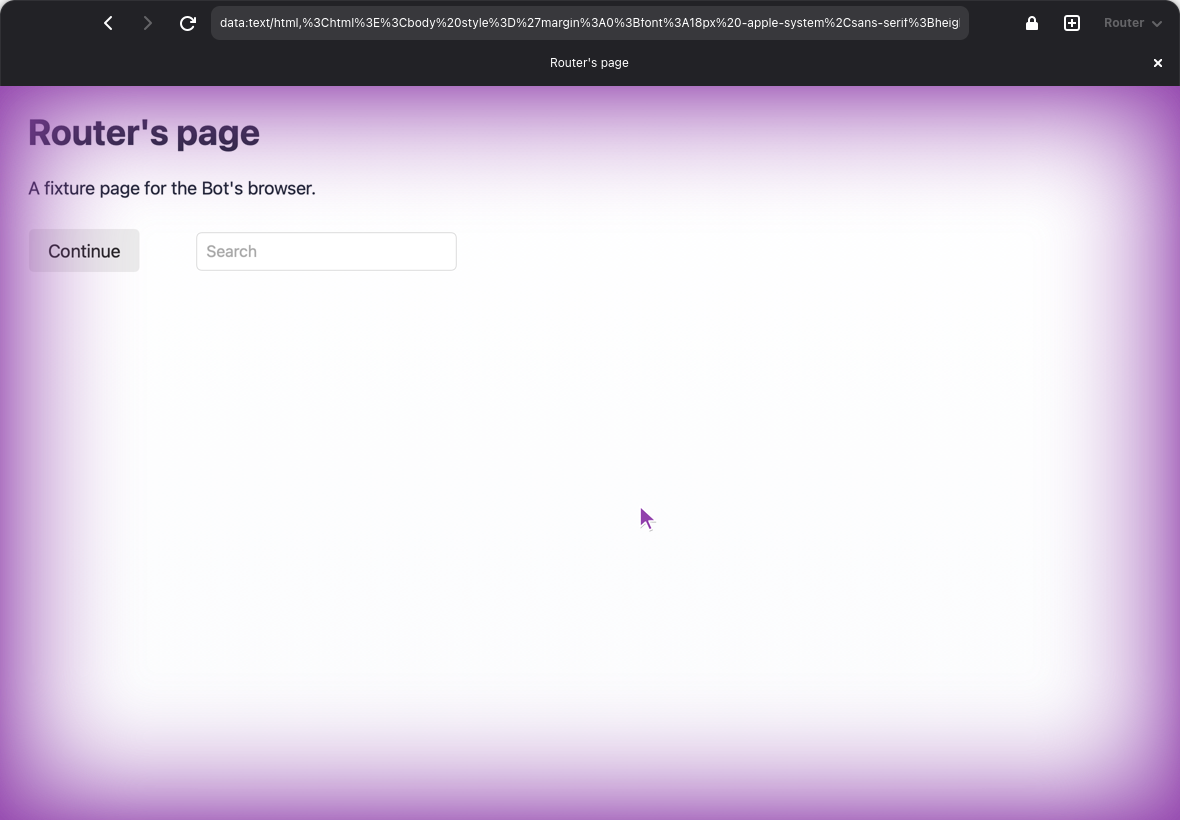 data:text/html,%3Chtml%3E%3Cbody%20style%3D%27margin%3A0%3Bfont%3A18px%20-apple-system%2Csans-serif%3Bheig
Router
Router's page
Router's page
A fixture page for the Bot's browser.
Continue
Search